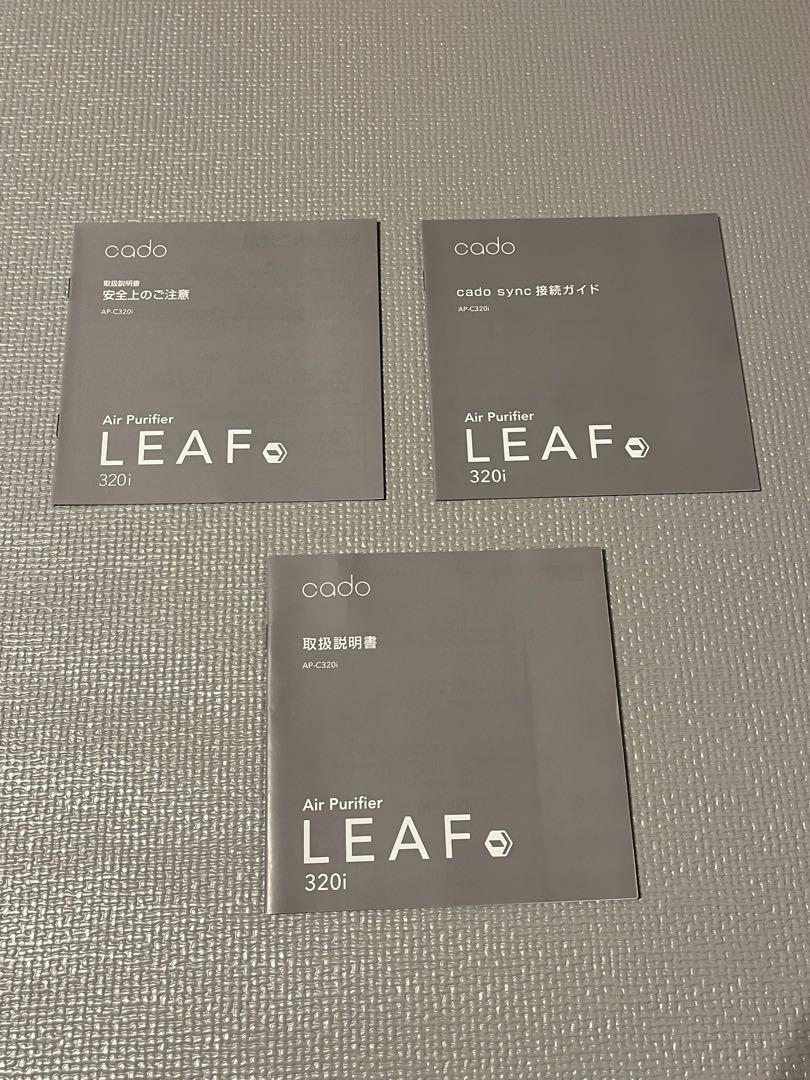 cado
取扱説明書
安全上のご注意
AP-C320i
Air Purifier
LEAF
320i
cado
cado sync 接続ガイド
AP-C320i
Air Purifier
LEAF
320i
cado
取扱説明書
AP-C320i
Air Purifier
LEAF
320i